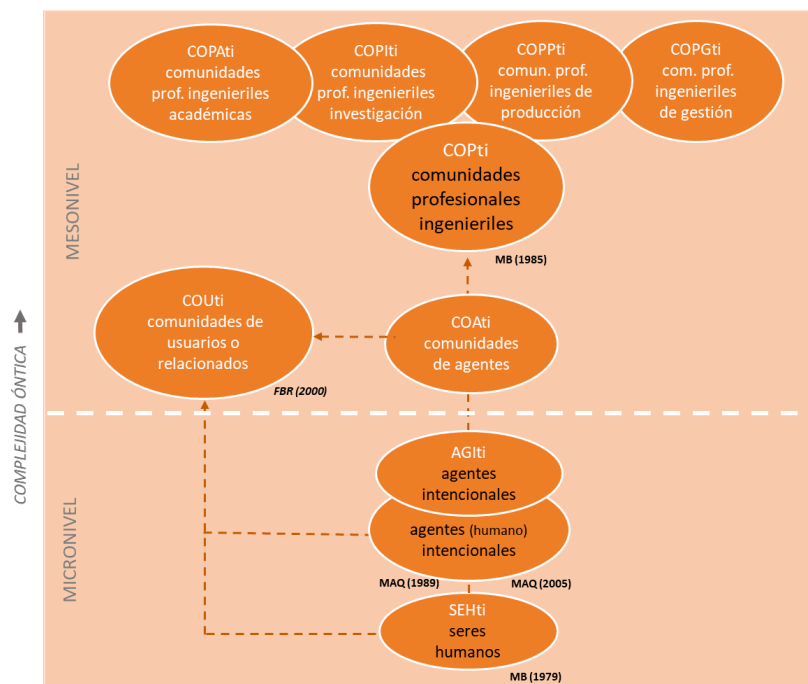 COPAti
comunidades
prof. ingenieriles
académicas
COPIti
comunidades
prof. ingenieriles
investigación
COPPti
comun. prof.
ingenieriles de
producción
COPGti
com. prof.
ingenieriles
de gestión
COPti
comunidades
profesionales
ingenieriles
MB (1985)
MESONIVEL
COUti
comunidades de
usuarios o
relacionados
FBR (2000)
COAti
comunidades
de agentes
COMPLEJIDAD ÓNTICA
AGIti
agentes
intencionales
agentes (humano)
intencionales
MAQ (1989)
MAQ (2005)
MICRONIVEL
SEHti
seres
humanos
MB (1979)